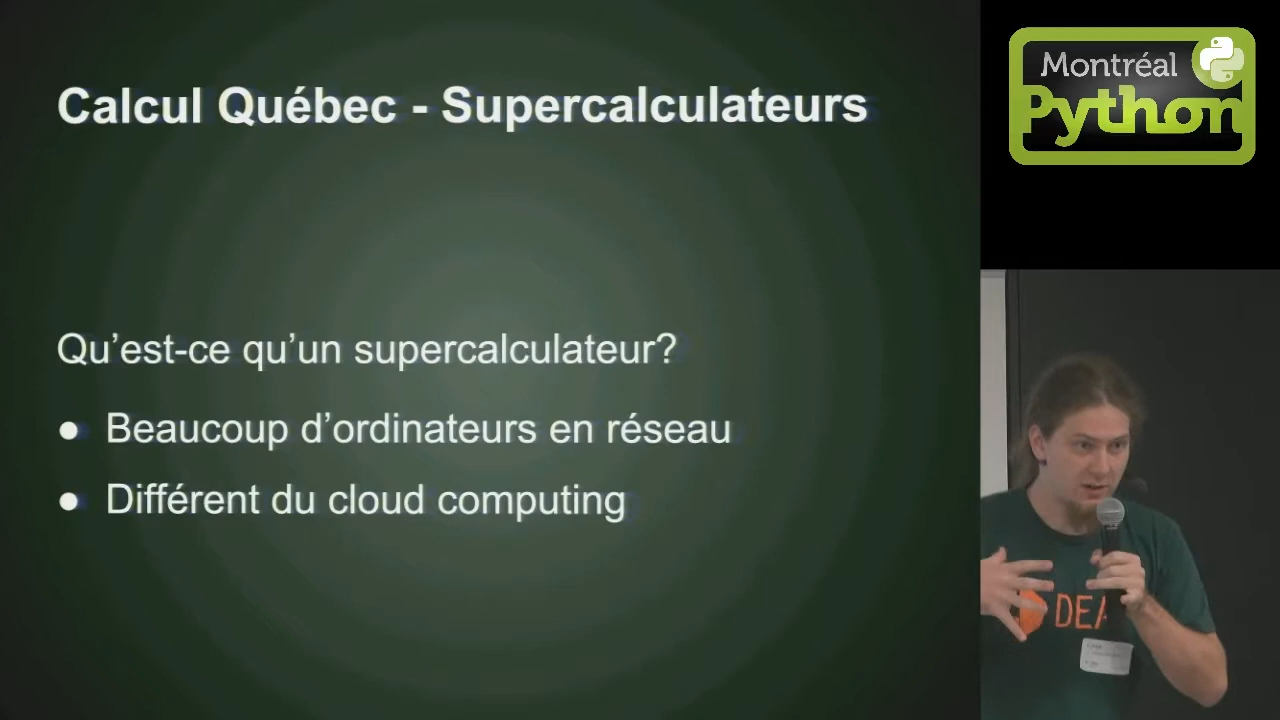 Calcul Québec - Supercalculateurs
Qu’est-ce qu’un supercalculateur?
● Beaucoup d’ordinateurs en réseau
● Différent du cloud computing
Montréal
Python
DEA